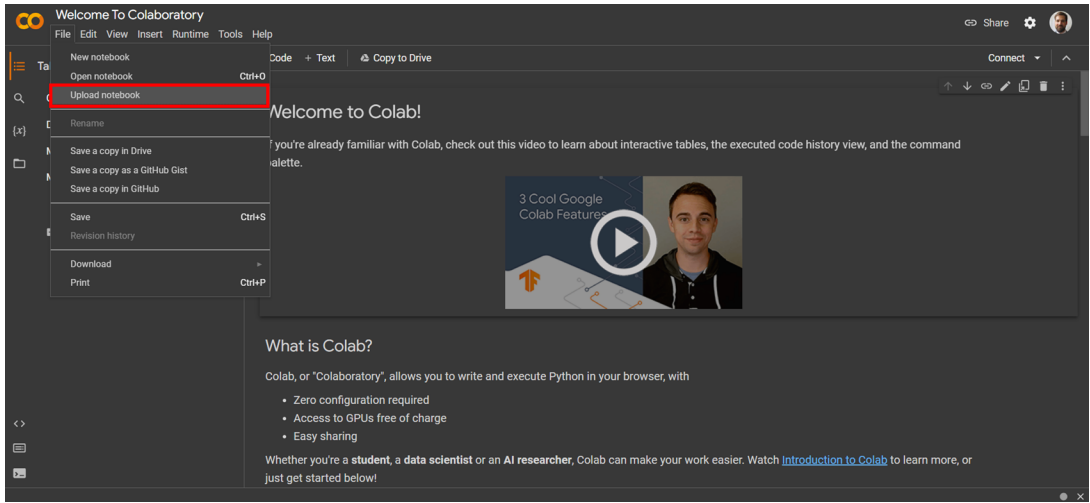 Welcome To Colaboratory
File Edit View Insert Runtime Tools Help
Share
New notebook
Open notebook Ctrl+O
Upload notebook
Rename
Save a copy in Drive
Save a copy as a GitHub Gist
Save a copy in GitHub
Save Ctrl+S
Revision history
Download
Print Ctrl+P
Ta
{x}
Code + Text Copy to Drive
Connect
Welcome to Colab!
f you're already familiar with Colab, check out this video to learn about interactive tables, the executed code history view, and the command
palette.
3 Cool Google
Colab Features
What is Colab?
Colab, or "Colaboratory", allows you to write and execute Python in your browser, with
• Zero configuration required
• Access to GPUs free of charge
• Easy sharing
Whether you're a student, a data scientist or an AI researcher, Colab can make your work easier. Watch Introduction to Colab to learn more, or
just get started below!